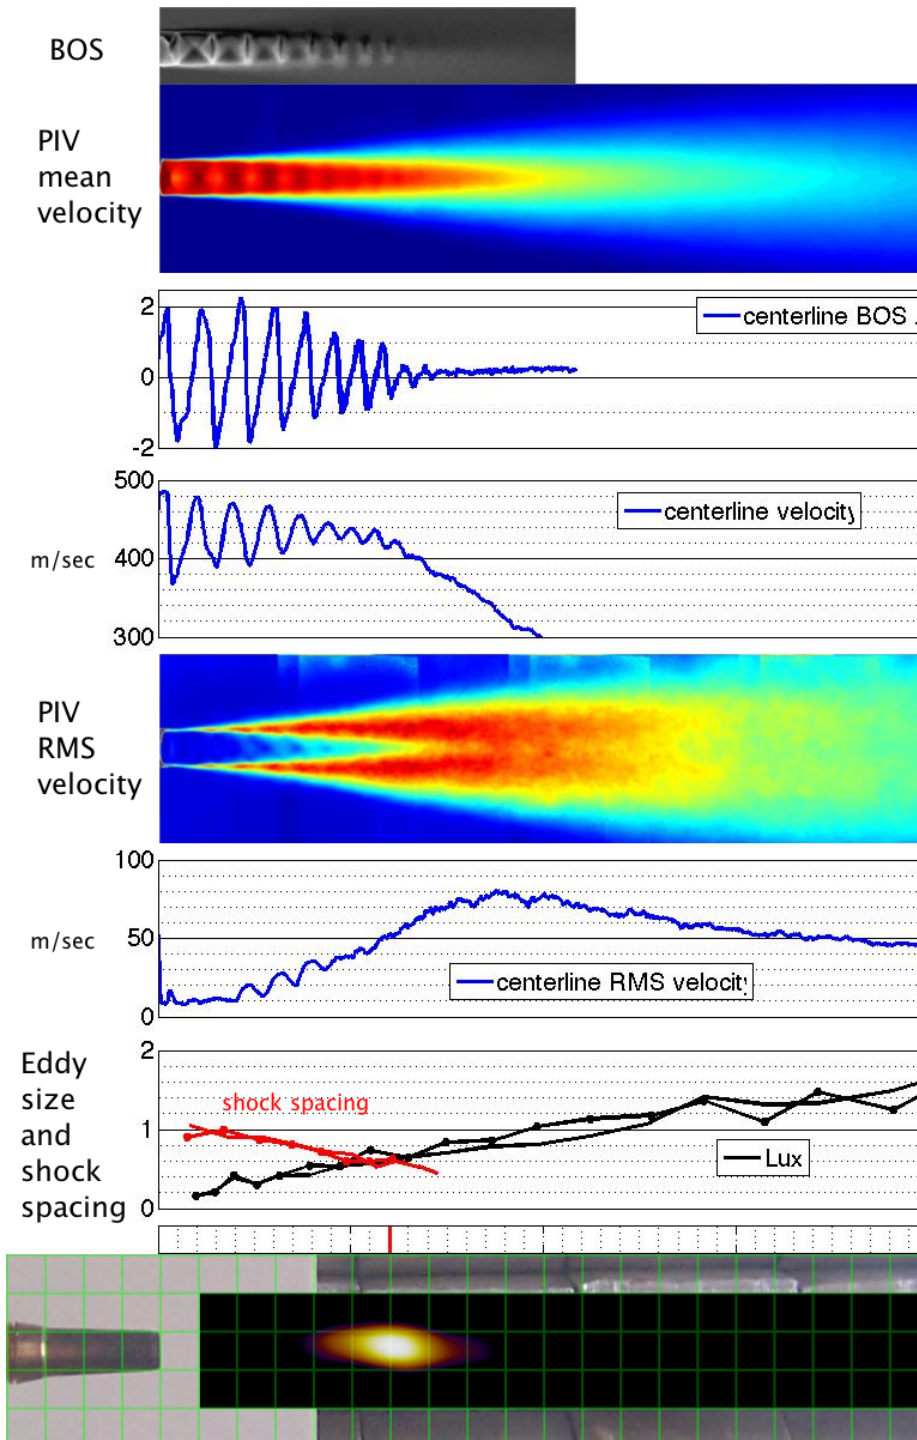 BOS
PIV
mean
velocity
2
0
-2
centerline BOS
500
400
300
m/sec
centerline velocity
PIV
RMS
velocity
100
50
0
m/sec
centerline RMS velocity
Eddy
size
and
shock
spacing
2
1
0
shock spacing
Lux